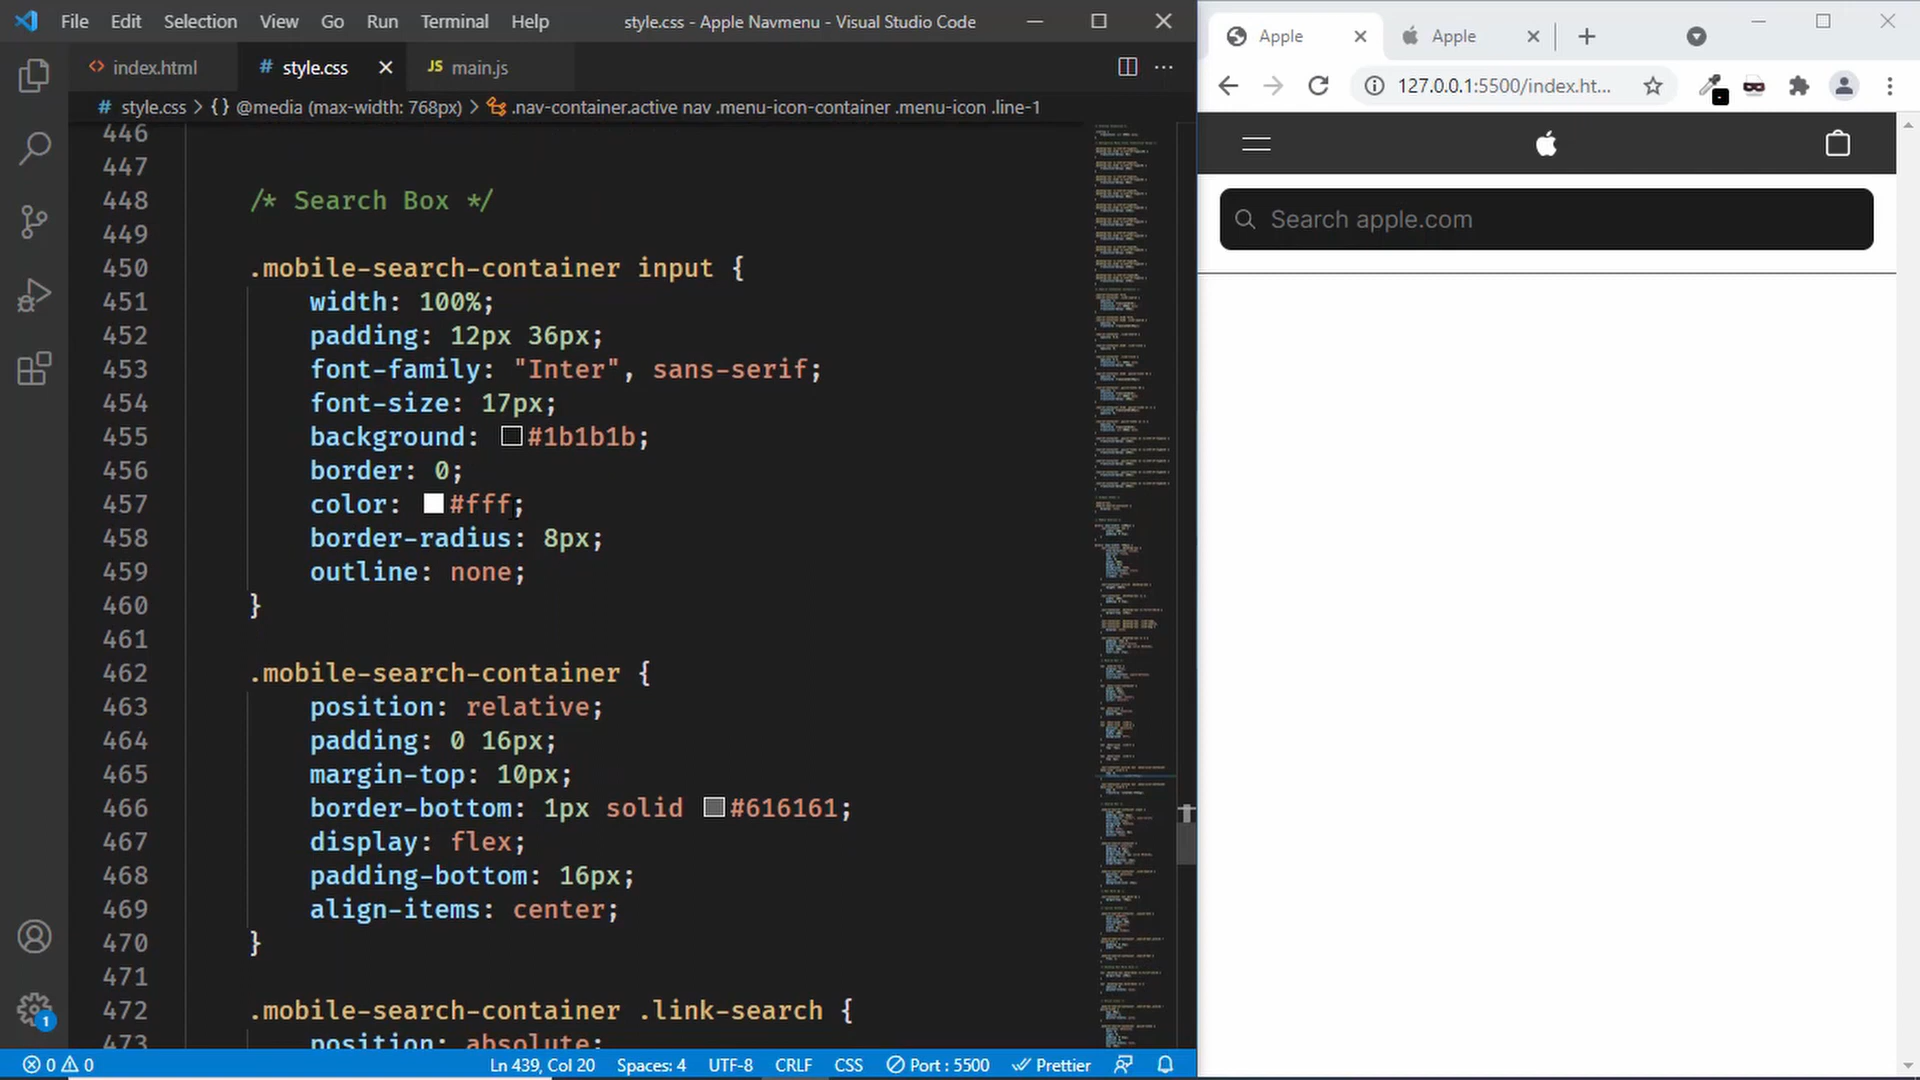 File Edit Selection View Go Run Terminal Help style.css - Apple Navmenu - Visual Studio Code
index.html # style.css JS main.js
# style.css > {} @media (max-width: 768px) > .nav-container.active nav .menu-icon-container .menu-icon .line-1
446
447
448 /* Search Box */
449
450 .mobile-search-container input {
451 width: 100%;
452 padding: 12px 36px;
453 font-family: "Inter", sans-serif;
454 font-size: 17px;
455 background: #1b1b1b;
456 border: 0;
457 color: #fff;
458 border-radius: 8px;
459 outline: none;
460 }
461
462 .mobile-search-container {
463 position: relative;
464 padding: 0 16px;
465 margin-top: 10px;
466 border-bottom: 1px solid #616161;
467 display: flex;
468 padding-bottom: 16px;
469 align-items: center;
470 }
471
472 .mobile-search-container .link-search {
473 position: absolute;
1
0 0 Ln 439, Col 20 Spaces: 4 UTF-8 CRLF CSS Port : 5500 Prettier
Apple Apple
127.0.0.1:5500/index.ht...
Search apple.com